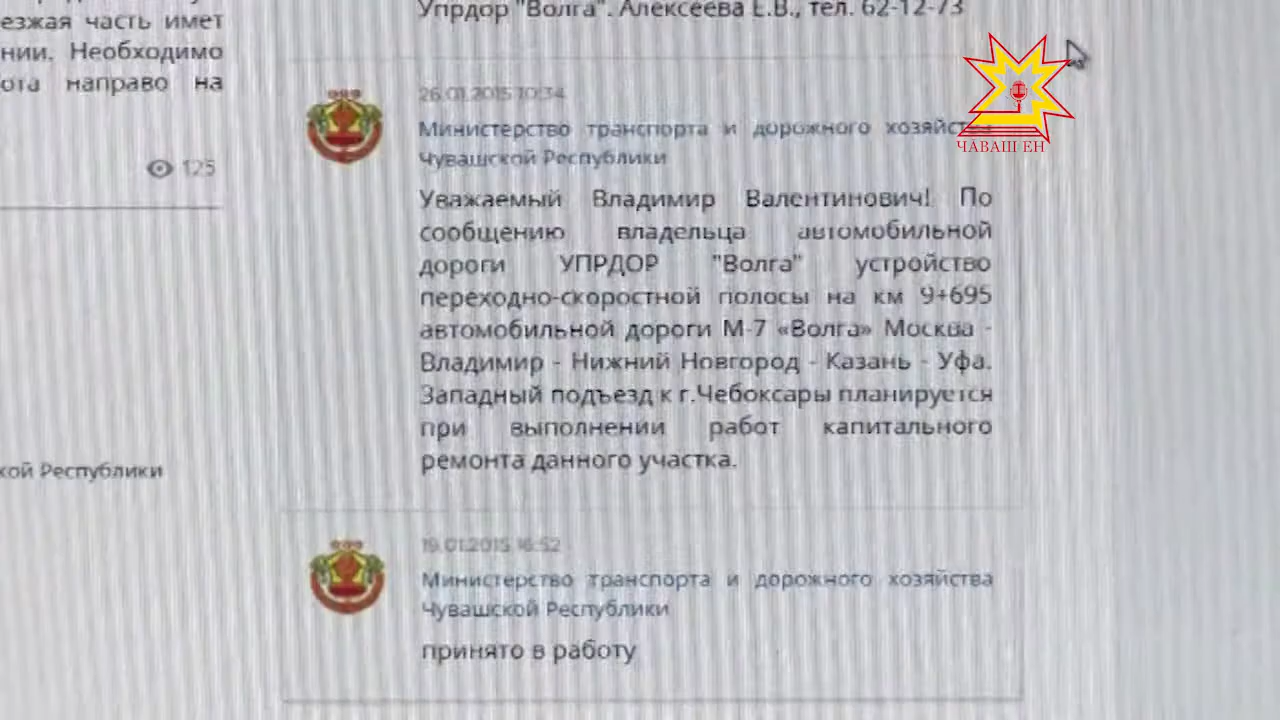 езжая часть имет
нии. Необходимо
ота направо на
125
кой Республики
Упрдор "Волга". Алексеева Е.В., тел. 62-12-73
26.01.2015 10:34
Министерство транспорта и дорожного хозяйства
Чувашской Республики
Уважаемый Владимир Валентинович! По
сообщению владельца автомобильной
дороги УПРДОР "Волга" устройство
переходно-скоростной полосы на км 9+695
автомобильной дороги М-7 «Волга» Москва -
Владимир - Нижний Новгород - Казань - Уфа.
Западный подъезд к г.Чебоксары планируется
при выполнении работ капитального
ремонта данного участка.
19.01.2015 16:52
Министерство транспорта и дорожного хозяйства
Чувашской Республики
принято в работу
ЧӐВАШ ЕН